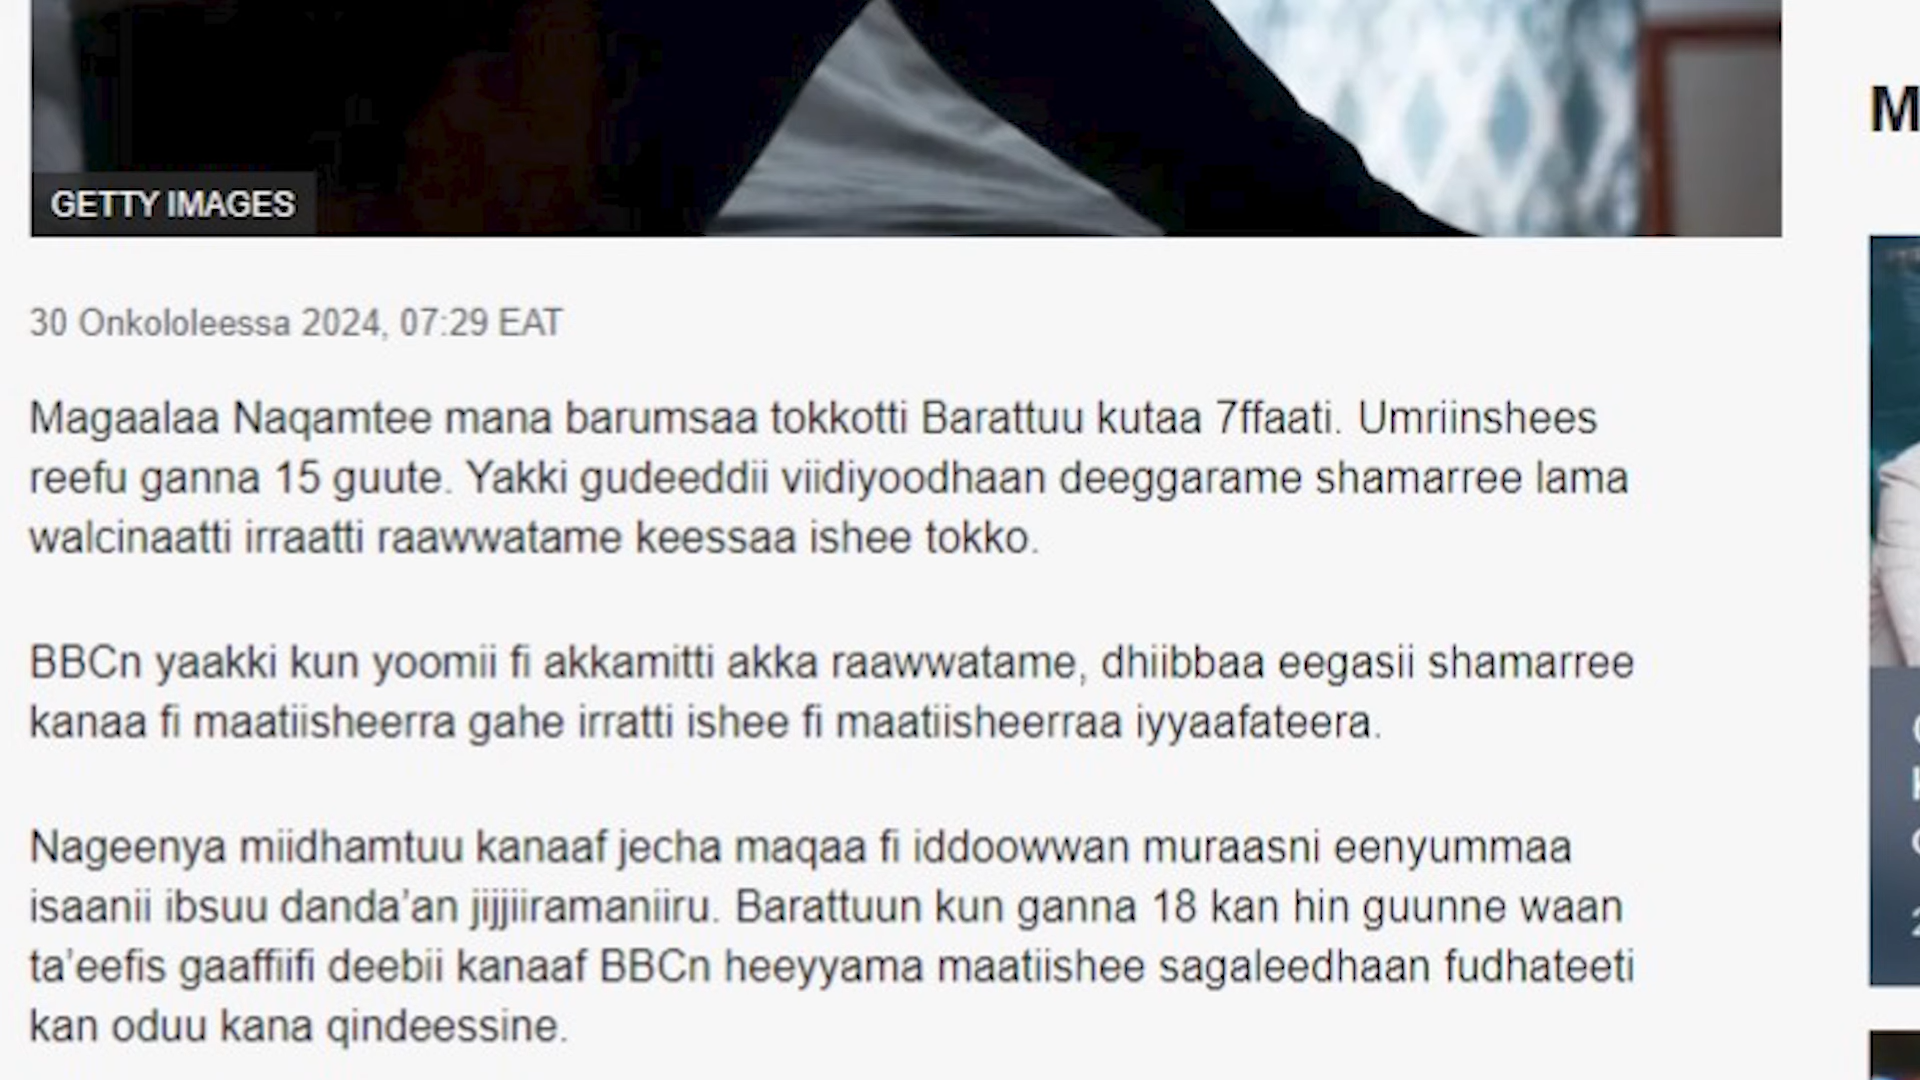 GETTY IMAGES
30 Onkololeessa 2024, 07:29 EAT
Magaalaa Naqamtee mana barumsaa tokkotti Barattuu kutaa 7ffaati. Umriinshees
reefu ganna 15 guute. Yakki gudeeddii viidiyoodhaan deeggarame shamarree lama
walcinaatti irraatti raawwatame keessaa ishee tokko.
BBCn yaakki kun yoomii fi akkamitti akka raawwatame, dhiibbaa eegasii shamarree
kanaa fi maatiisheerra gahe irratti ishee fi maatiisheerraa iyyaafateera.
Nageenya miidhamtuu kanaaf jecha maqaa fi iddoowwan muraasni eenyummaa
isaanii ibsuu danda'an jijjiiramaniiru. Barattuun kun ganna 18 kan hin guunne waan
ta'eefis gaaffiifi deebii kanaaf BBCn heeyyama maatiishee sagaleedhaan fudhateeti
kan oduu kana qindeessine.
M